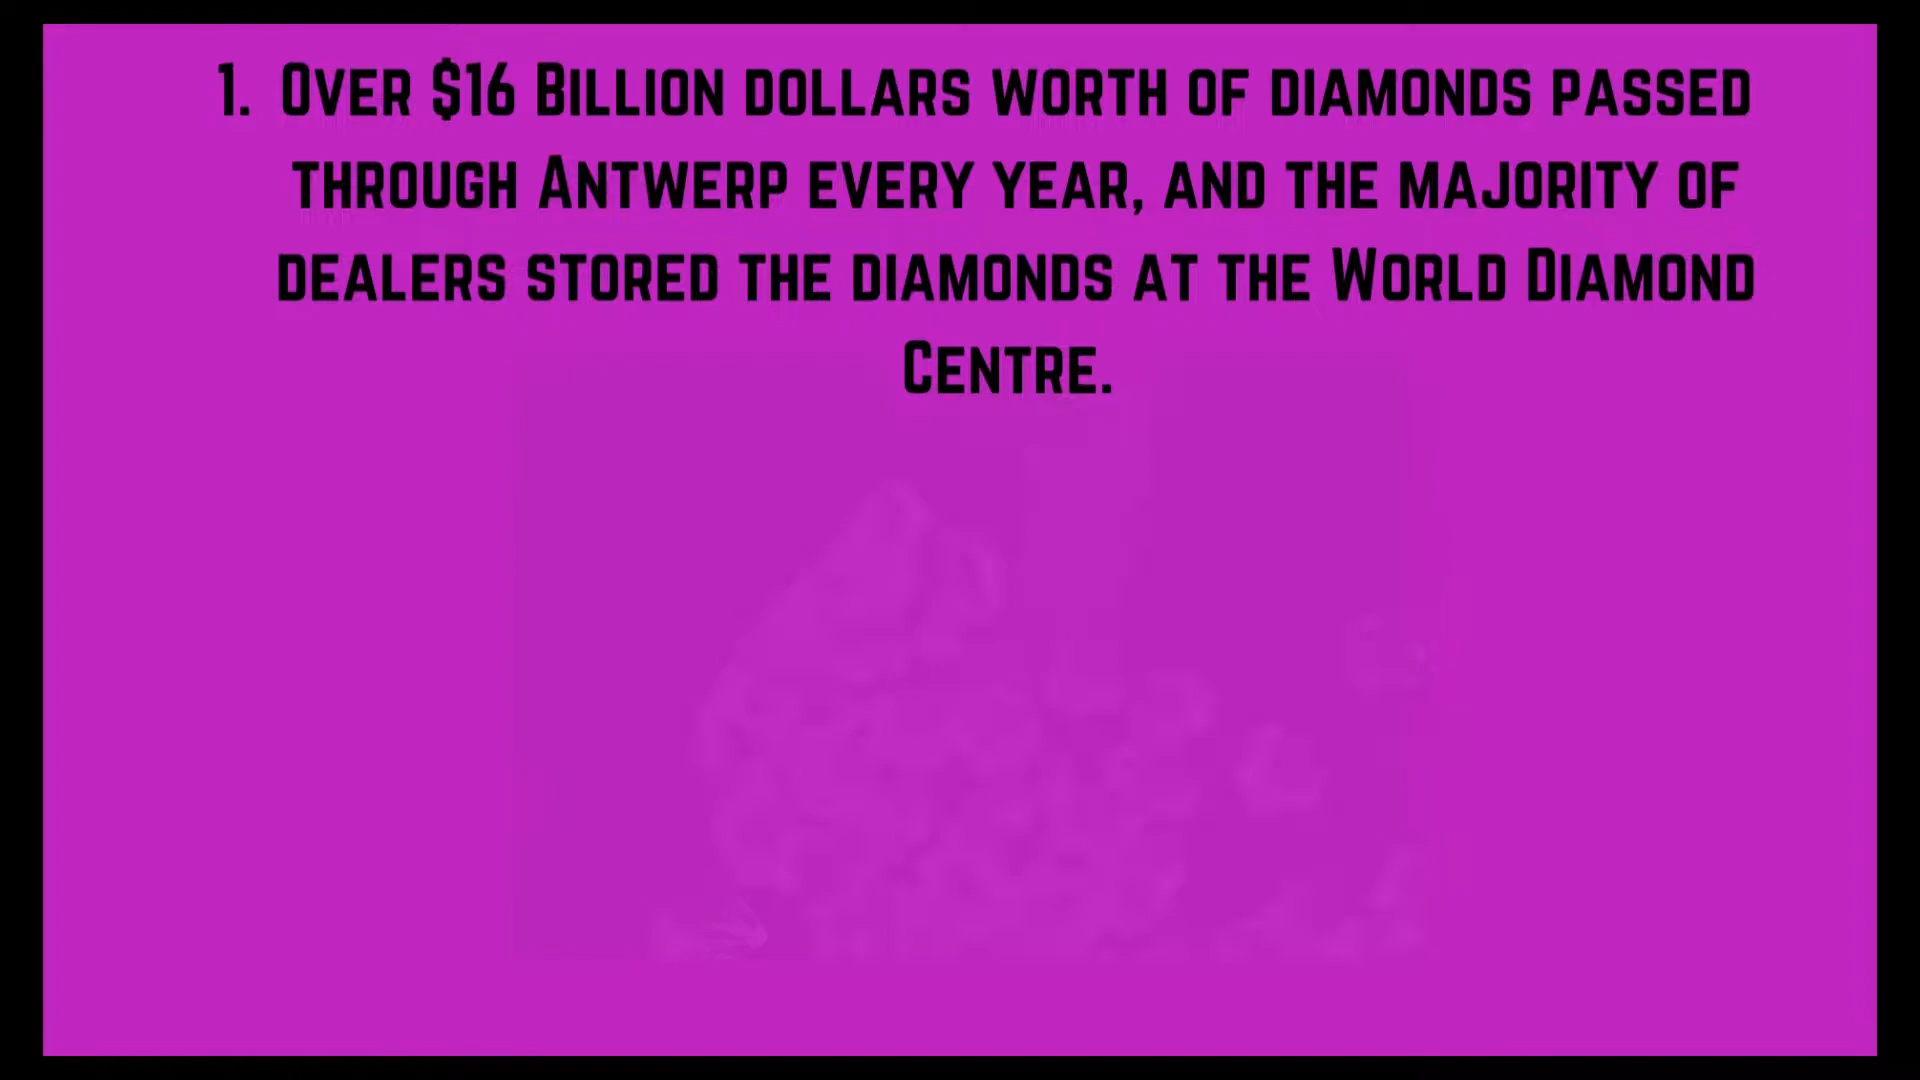 1. Over $16 Billion dollars worth of diamonds passed
through Antwerp every year, and the majority of
dealers stored the diamonds at the World Diamond
Centre.